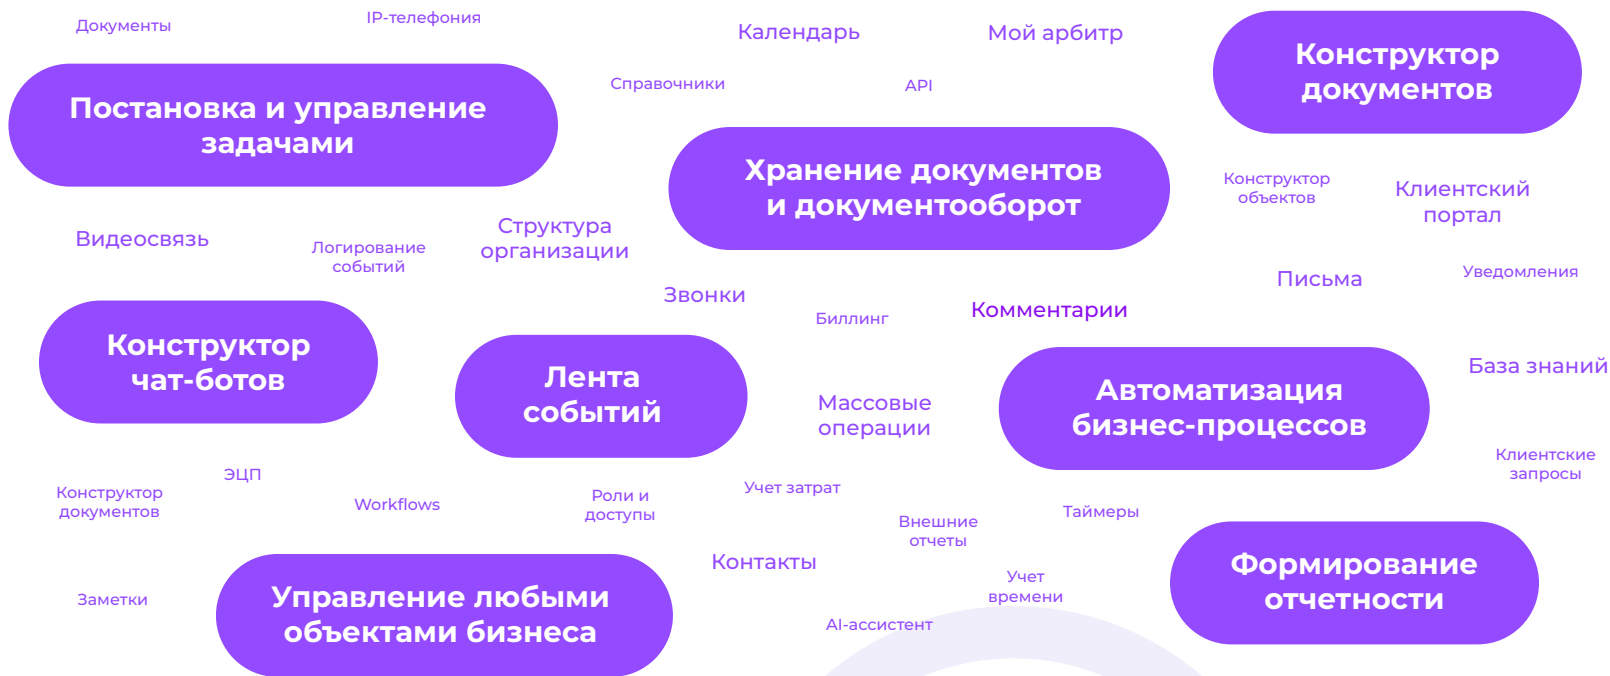 Документы
IP-телефония
Календарь
Мой арбитр
Конструктор
документов
Справочники
API
Постановка и управление
задачами
Хранение документов
и документооборот
Конструктор
объектов
Клиентский
портал
Видеосвязь
Логирование
событий
Структура
организации
Звонки
Биллинг
Комментарии
Письма
Уведомления
Конструктор
чат-ботов
Лента
событий
Массовые
операции
Автоматизация
бизнес-процессов
База знаний
Клиентские
запросы
ЭЦП
Конструктор
документов
Workflows
Роли и
доступы
Учет затрат
Внешние
отчеты
Таймеры
Контакты
Учет
времени
Формирование
отчетности
Заметки
Управление любыми
объектами бизнеса
AI-ассистент